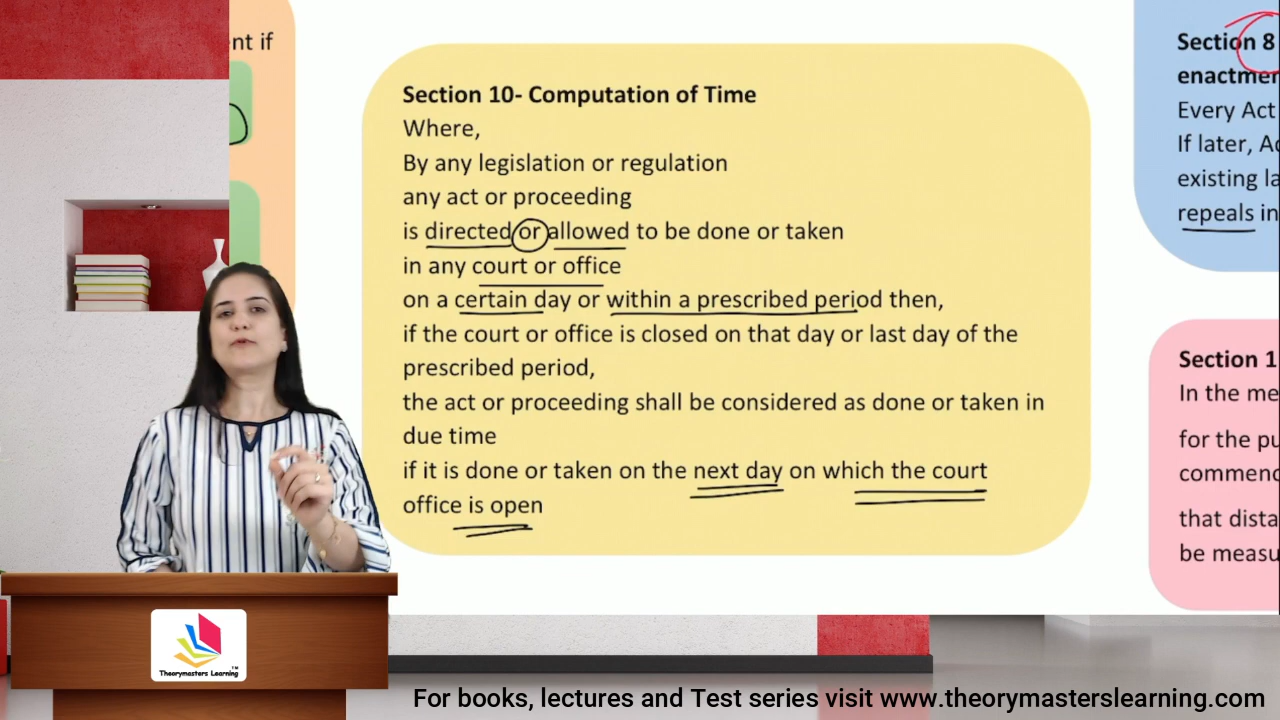 nt if
Section 10- Computation of Time
Where,
By any legislation or regulation
any act or proceeding
is directed or allowed to be done or taken
in any court or office
on a certain day or within a prescribed period then,
if the court or office is closed on that day or last day of the
prescribed period,
the act or proceeding shall be considered as done or taken in
due time
if it is done or taken on the next day on which the court
office is open
Section 8
enactmen
Every Act
If later, Ac
existing la
repeals in
Section 1
In the me
for the pu
commenc
that dista
be measu
Theorymasters Learning™
For books, lectures and Test series visit www.theorymasterslearning.com